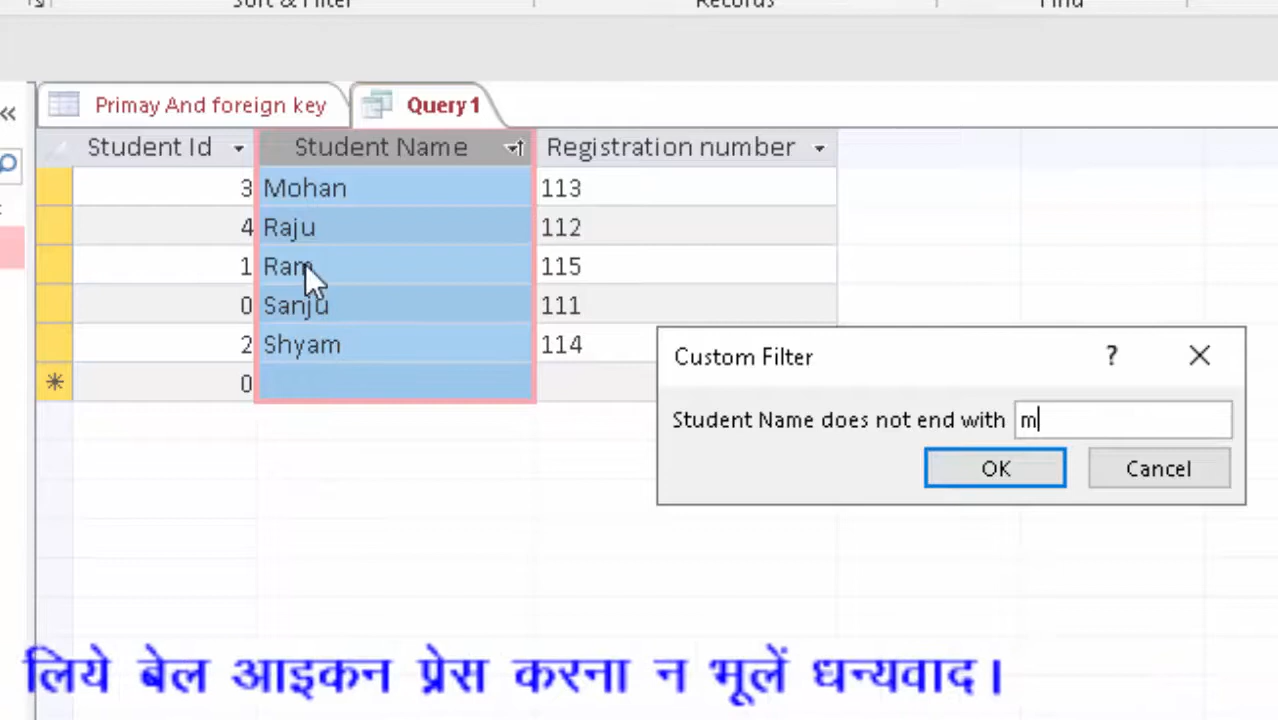 Sort & Filter Records Find
Primay And foreign key Query1
Student Id Student Name Registration number
3 Mohan 113
4 Raju 112
1 Ram 115
0 Sanju 111
2 Shyam 114
0
Custom Filter ?
Student Name does not end with m
OK Cancel
लिये बेल आइकन प्रेस करना न भूलें धन्यवाद।